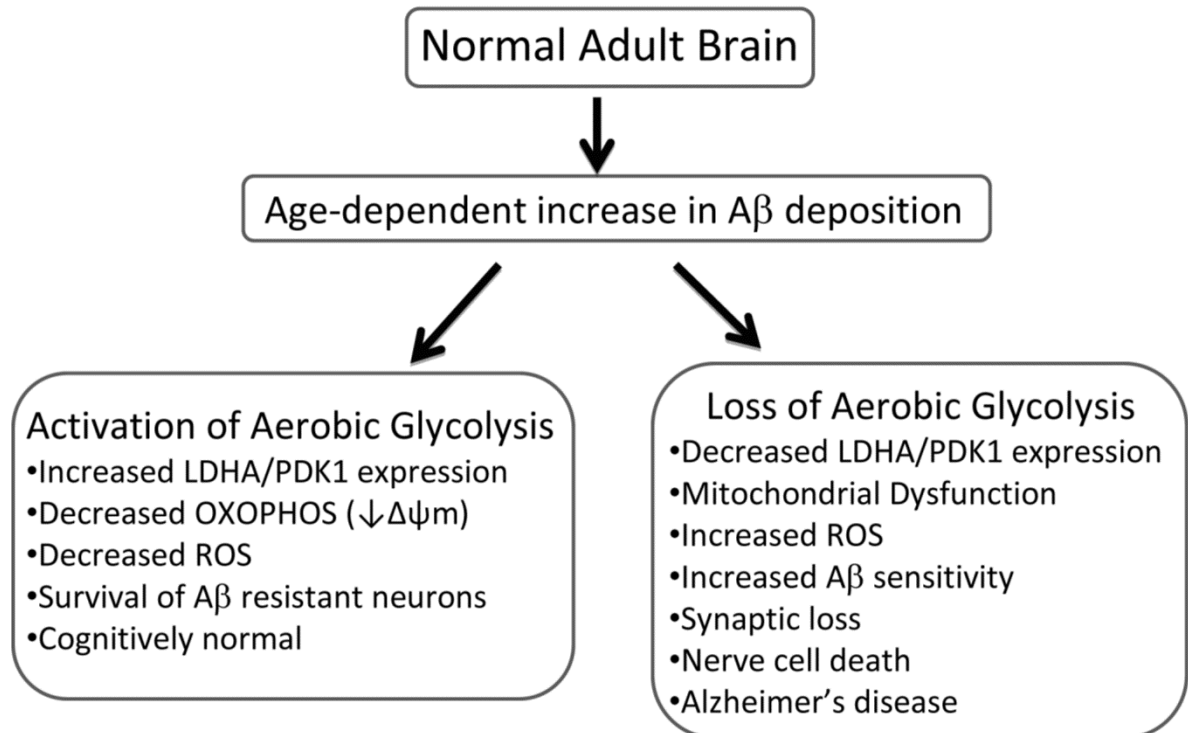 Normal Adult Brain
Age-dependent increase in Aβ deposition
Activation of Aerobic Glycolysis
•Increased LDHA/PDK1 expression
•Decreased OXOPHOS (↓Δψm)
•Decreased ROS
•Survival of Aβ resistant neurons
•Cognitively normal
Loss of Aerobic Glycolysis
•Decreased LDHA/PDK1 expression
•Mitochondrial Dysfunction
•Increased ROS
•Increased Aβ sensitivity
•Synaptic loss
•Nerve cell death
•Alzheimer’s disease